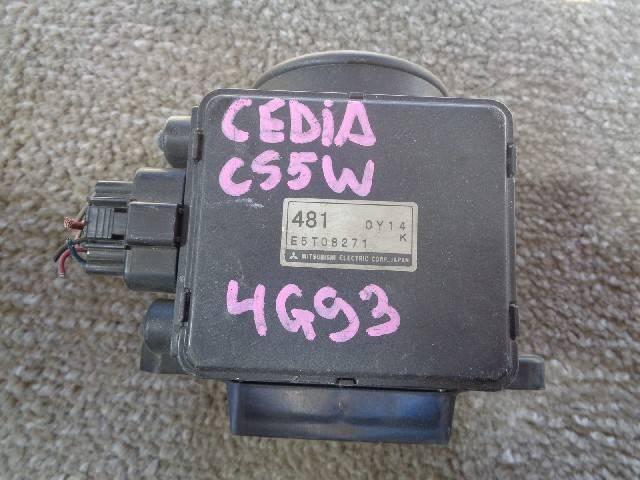 CEDIA
CS5W
481 0Y14
E5T08271 K
MITSUBISHI ELECTRIC CORP. JAPAN
4G93